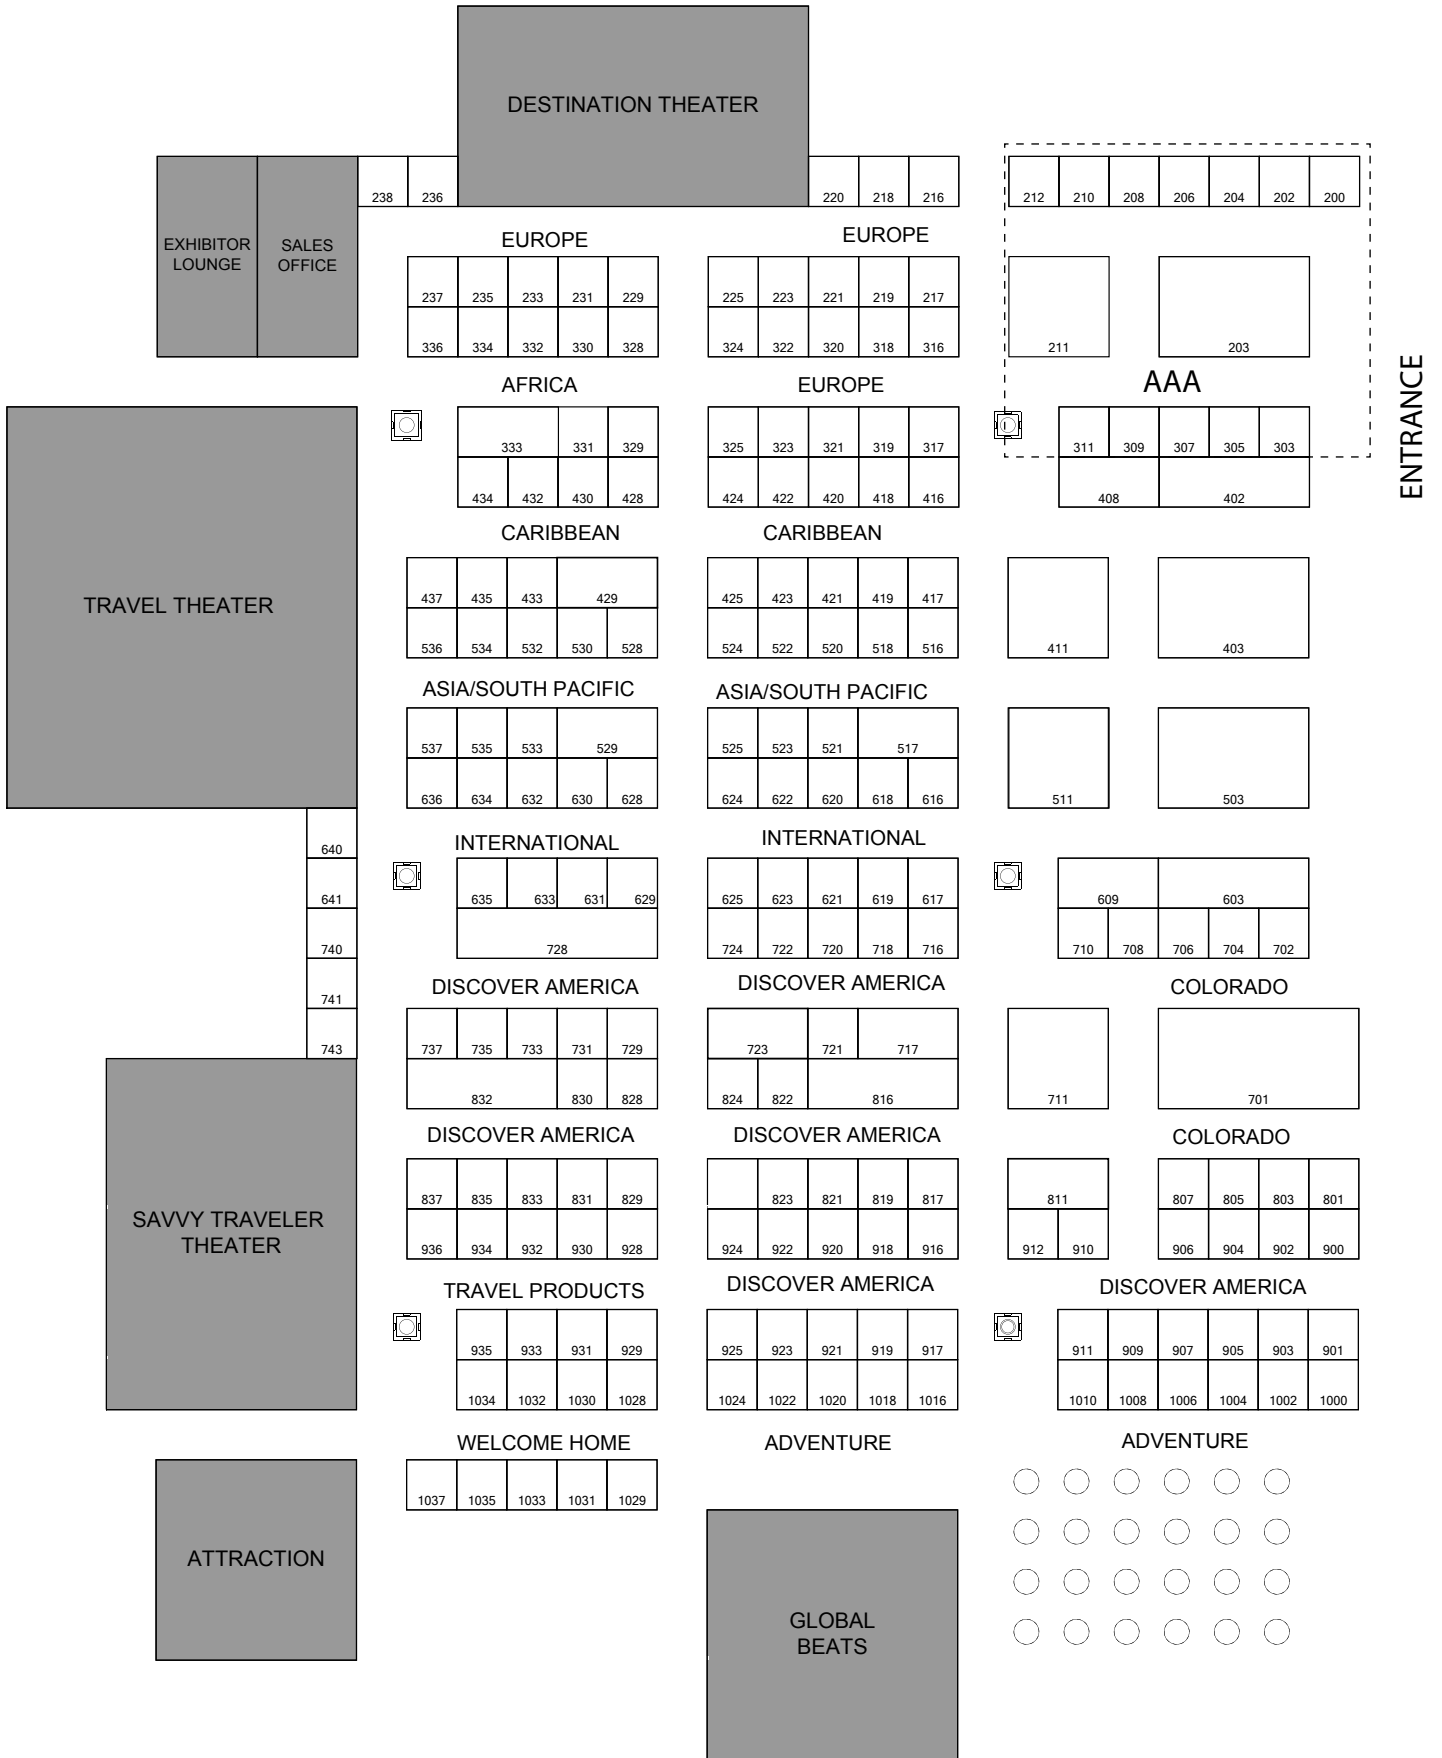 DESTINATION THEATER
238 236 220 218 216 212 210 208 206 204 202 200
EXHIBITOR
LOUNGE
SALES
OFFICE
EUROPE EUROPE
237 235 233 231 229 225 223 221 219 217
336 334 332 330 328 324 322 320 318 316 211 203
AFRICA EUROPE AAA
ENTRANCE
333 331 329 325 323 321 319 317 311 309 307 305 303
434 432 430 428 424 422 420 418 416 408 402
CARIBBEAN CARIBBEAN
TRAVEL THEATER
437 435 433 429 425 423 421 419 417
536 534 532 530 528 524 522 520 518 516 411 403
ASIA/SOUTH PACIFIC ASIA/SOUTH PACIFIC
537 535 533 529 525 523 521 517
636 634 632 630 628 624 622 620 618 616 511 503
640
INTERNATIONAL INTERNATIONAL
641 635 633 631 629 625 623 621 619 617 609 603
740 728 724 722 720 718 716 710 708 706 704 702
DISCOVER AMERICA DISCOVER AMERICA COLORADO
741
743 737 735 733 731 729 723 721 717
832 830 828 824 822 816 711 701
DISCOVER AMERICA DISCOVER AMERICA COLORADO
837 835 833 831 829 823 821 819 817 811 807 805 803 801
SAVVY TRAVELER
THEATER
936 934 932 930 928 924 922 920 918 916 912 910 906 904 902 900
TRAVEL PRODUCTS DISCOVER AMERICA DISCOVER AMERICA
935 933 931 929 925 923 921 919 917 911 909 907 905 903 901
1034 1032 1030 1028 1024 1022 1020 1018 1016 1010 1008 1006 1004 1002 1000
WELCOME HOME ADVENTURE ADVENTURE
1037 1035 1033 1031 1029
ATTRACTION
GLOBAL
BEATS